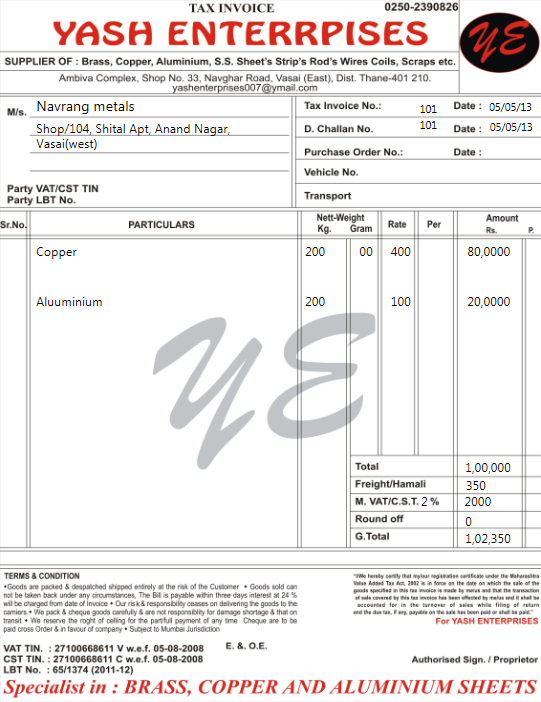 TAX INVOICE 0250-2390826
YASH ENTERRPISES
YE
SUPPLIER OF : Brass, Copper, Aluminium, S.S. Sheet's Strip's Rod's Wires Coils, Scraps etc.
Ambiva Complex, Shop No. 33, Navghar Road, Vasai (East), Dist. Thane-401 210.
yashenterprises007@ymail.com
M/s. Navrang metals
Shop/104, Shital Apt, Anand Nagar,
Vasai(west)
Party VAT/CST TIN
Party LBT No.
Tax Invoice No.: 101 Date : 05/05/13
D. Challan No. 101 Date : 05/05/13
Purchase Order No.: Date :
Vehicle No.
Transport
Sr.No. PARTICULARS Nett-Weight Rate Per Amount
Kg. Gram Rs. P.
Copper 200 00 400 80,0000
Aluuminium 200 100 20,0000
YE
Total 1,00,000
Freight/Hamali 350
M. VAT/C.S.T. 2 % 2000
Round off 0
G.Total 1,02,350
TERMS & CONDITION
•Goods are packed & despatched shipped entirely at the risk of the Customer • Goods sold can
not be taken back under any circumstances, The Bill is payable within three days interest at 24 %
will be charged from date of Invoice • Our risk & responsibility ceases on delivering the goods to the
carriers. • We pack & cheque goods carefully & are not responsiblity for damage shortage & that on
transit • We reserve the roght of celling for the partifull payment of any time Cheque are to be
paid cross Order & in favour of company • Subject to Mumbai Jurisdiction
"I/We hereby certify that my/our registration certificate under the Maharashtra
Value Added Tax Act, 2002 is in force on the date on which the sale of the
goods specified in this tax invoice is made by me/us and that the transaction
of sale covered by this tax invoice has been effected by me/us and it shall be
accounted for in the turnover of sales while filing of return
and the due tax, if any, payable on the sale has been paid or shall be paid."
For YASH ENTERPRISES
VAT TIN. : 27100668611 V w.e.f. 05-08-2008 E. & O.E.
CST TIN. : 27100668611 C w.e.f. 05-08-2008
LBT No. : 65/1374 (2011-12)
Authorised Sign. / Proprietor
Specialist in : BRASS, COPPER AND ALUMINIUM SHEETS